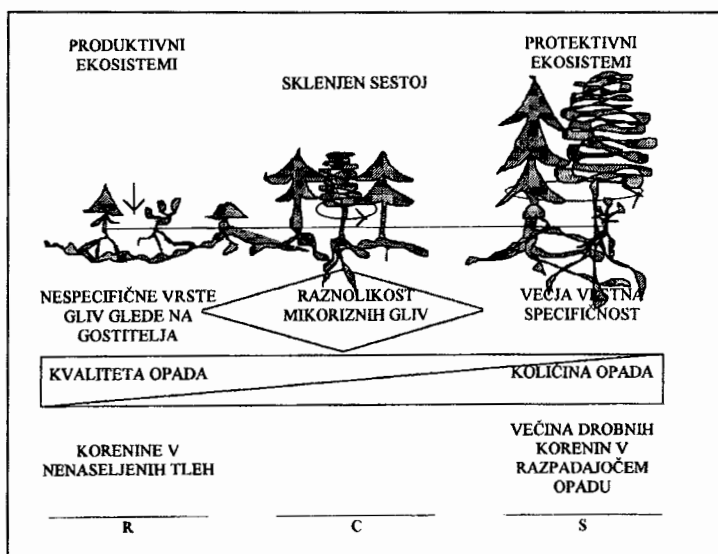 PRODUKTIVNI
EKOSISTEMI
SKLENJEN SESTOJ
PROTEKTIVNI
EKOSISTEMI
NESPECIFIČNE VRSTE
GLIV GLEDE NA
GOSTITELJA
RAZNOLIKOST
MIKORIZNIH GLIV
VEČJA VRSTNA
SPECIFIČNOST
KVALITETA OPADA
KOLIČINA OPADA
KORENINE V
NENASELJENIH TLEH
VEČINA DROBNIH
KORENIN V
RAZPADAJOČEM
OPADU
R
C
S